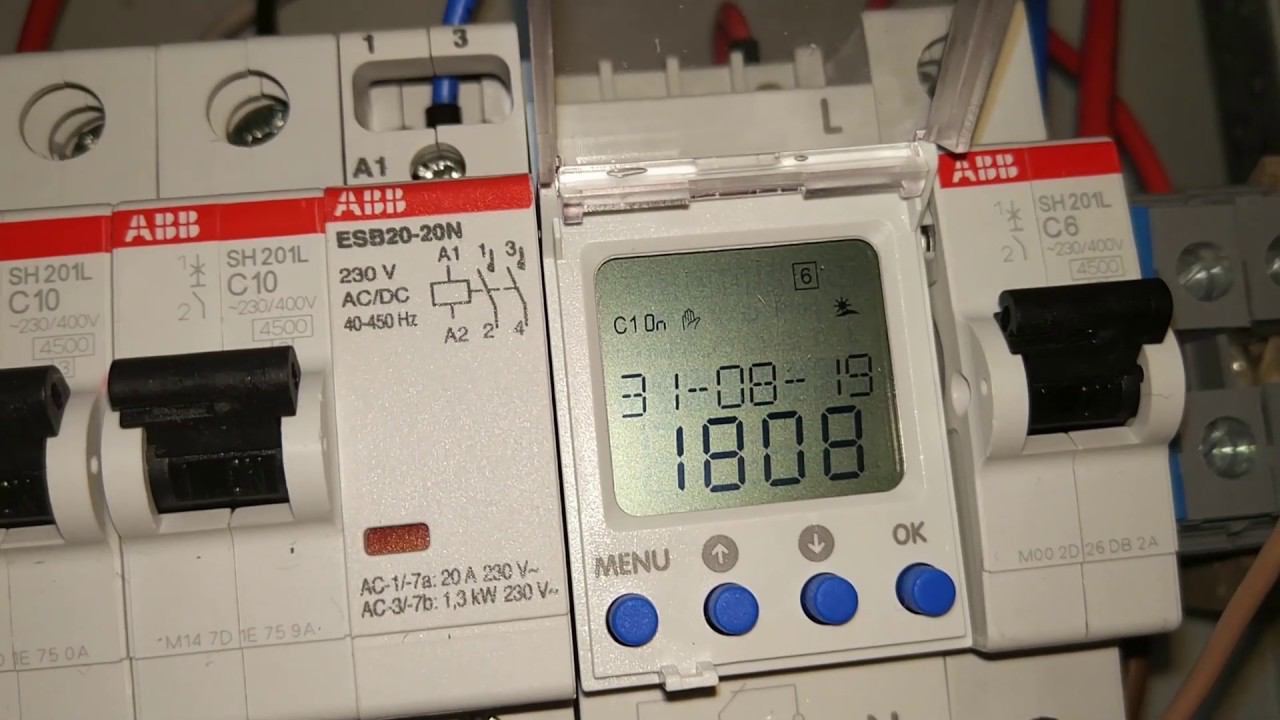 1 3
A1
L
ABB
SH 201L
C10
~230/400V
4500
3
ABB
SH 201L
C10
~230/400V
4500
1
2
ABB
ESB20-20N
230 V
AC/DC
40-450 Hz
A1 1 3
A2 2 4
AC-1/-7a: 20 A 230 V~
AC-3/-7b: 1,3 kW 230 V~
6
C1 On
31-08-19
1808
MENU
OK
ABB
SH 201L
C6
~230/400V
4500
1
2
M00 2D 26 DB 2A
M14 7D 1E 75 9A
1E 75 0A
N